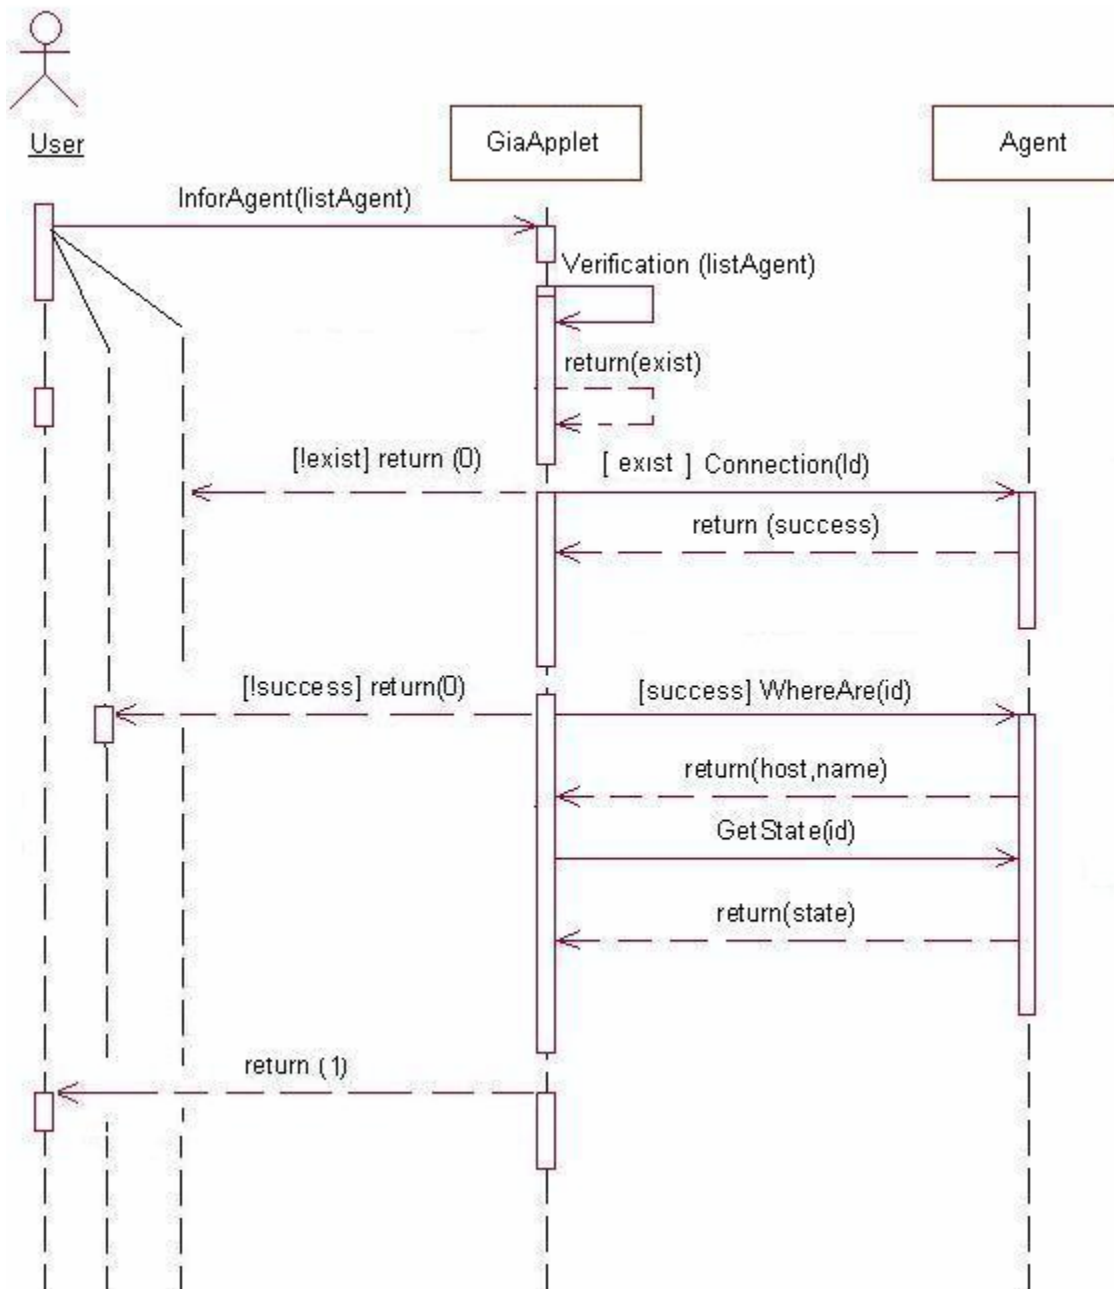 User
GiaApplet
Agent
InforAgent(listAgent)
Verification (listAgent)
return(exist)
[!exist] return (0)
[ exist ] Connection(Id)
return (success)
[!success] return(0)
[success] WhereAre(id)
return(host,name)
GetState(id)
return(state)
return (1)